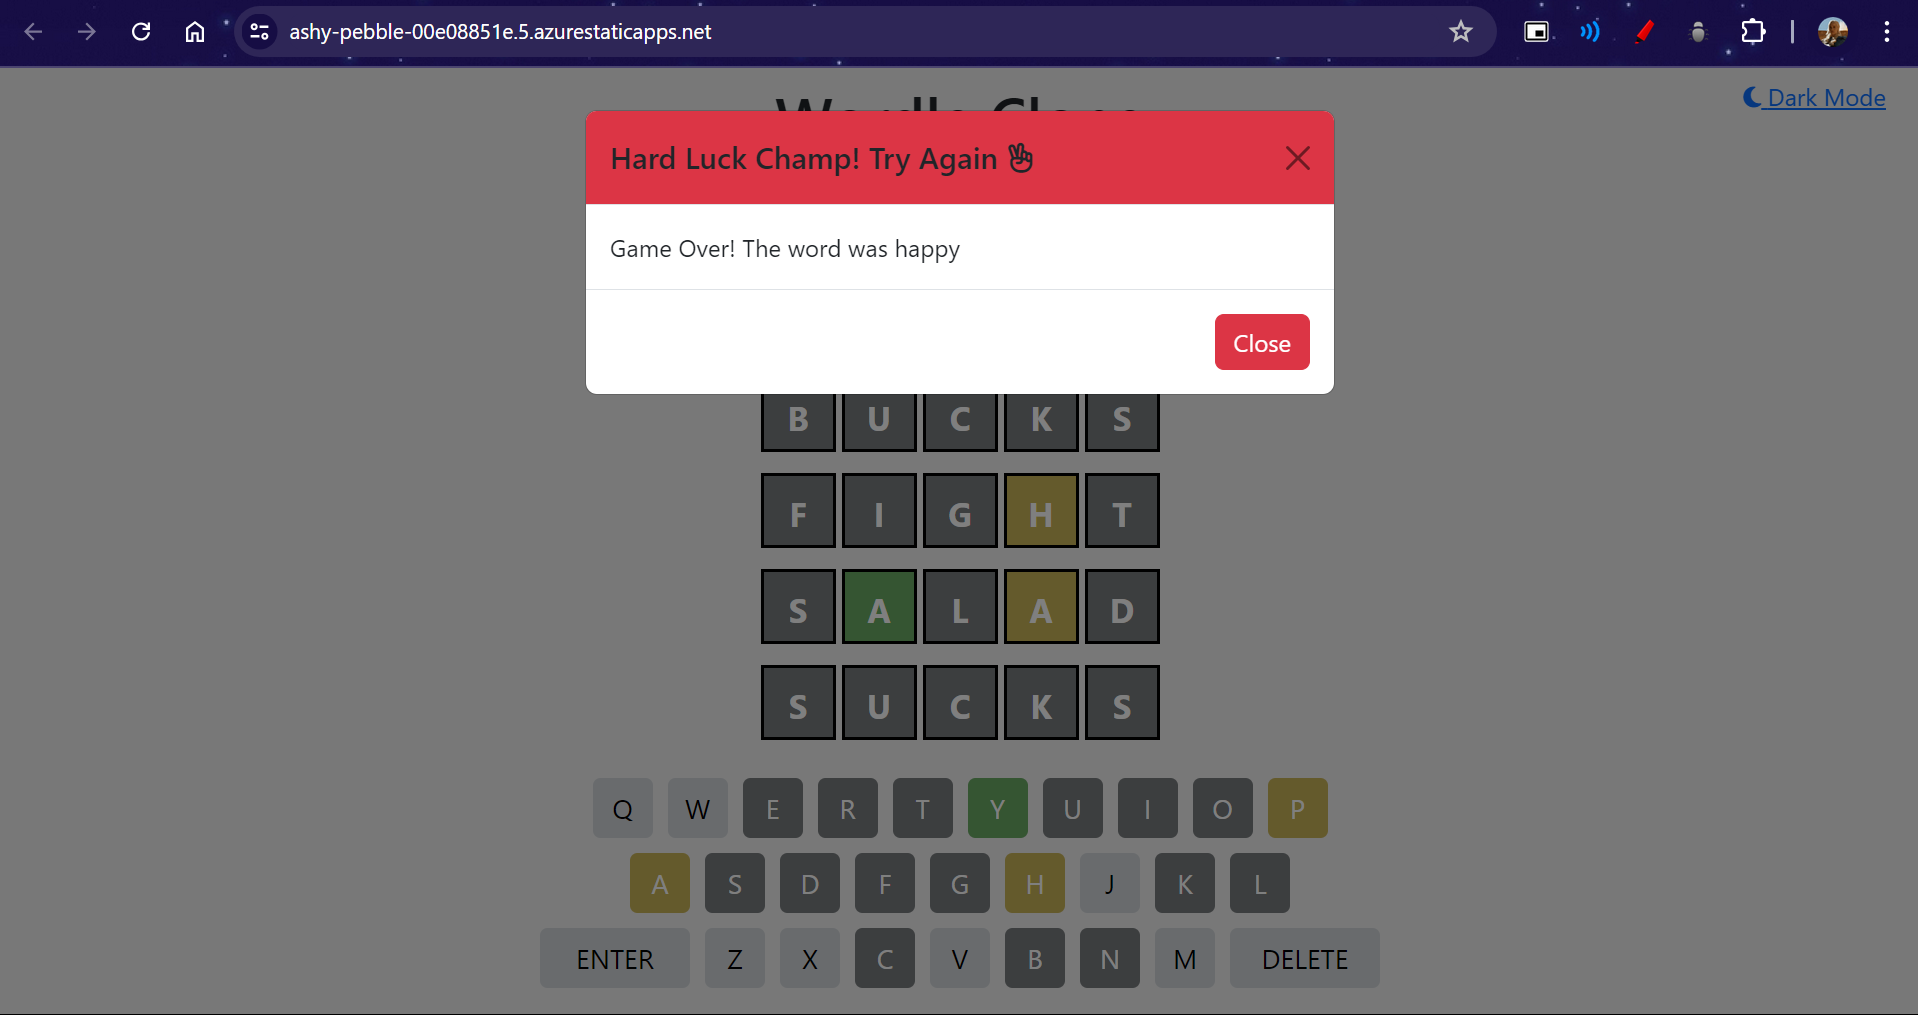 ashy-pebble-00e08851e.5.azurestaticapps.net
Dark Mode
Hard Luck Champ! Try Again
Game Over! The word was happy
Close
B U C K S
F I G H T
S A L A D
S U C K S
Q W E R T Y U I O P
A S D F G H J K L
ENTER Z X C V B N M DELETE